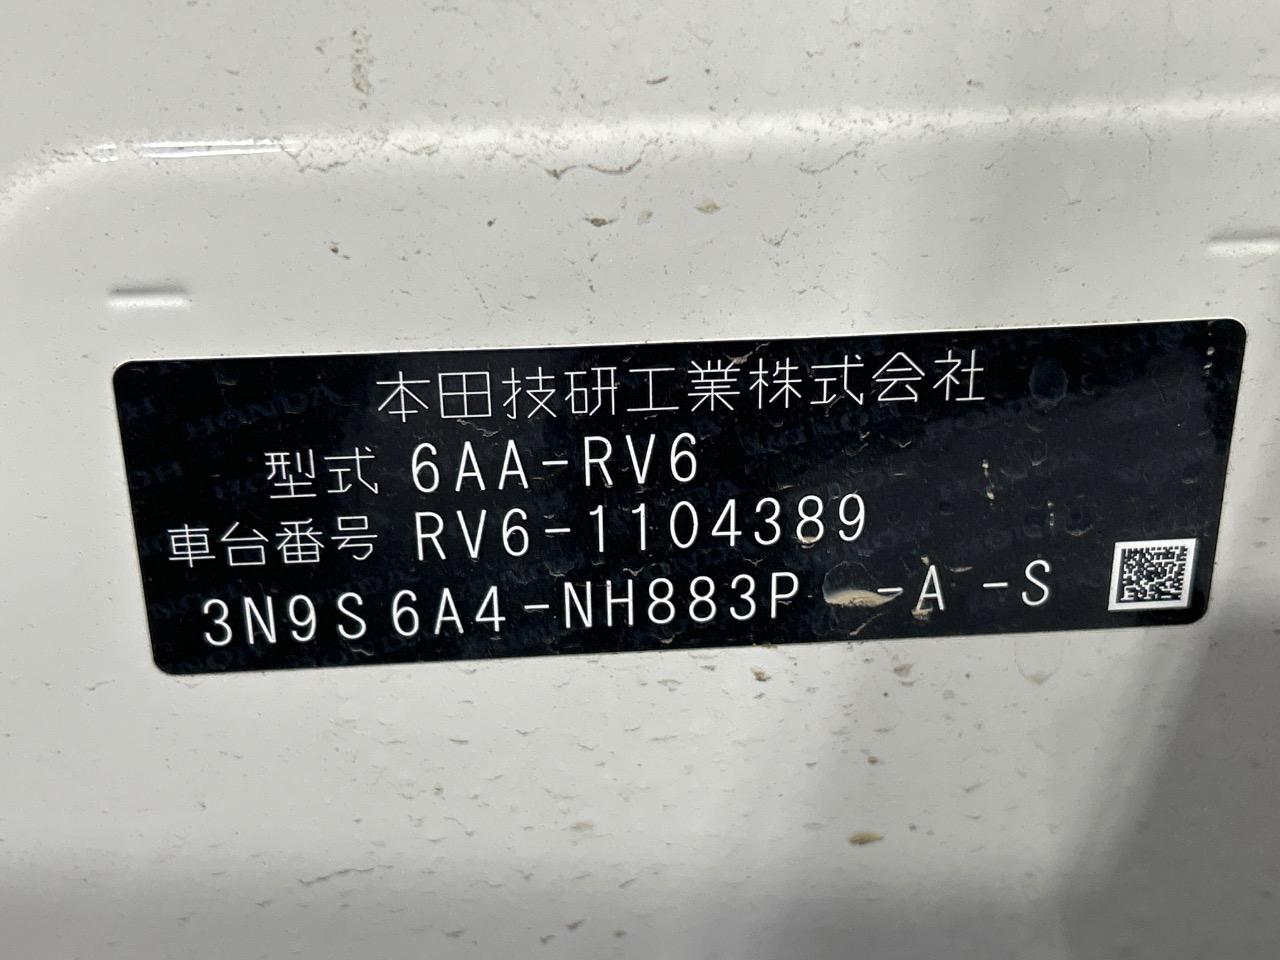 本田技研工業株式会社
型式 6AA-RV6
車台番号 RV6-1104389
3N9S6A4-NH883P -A -S